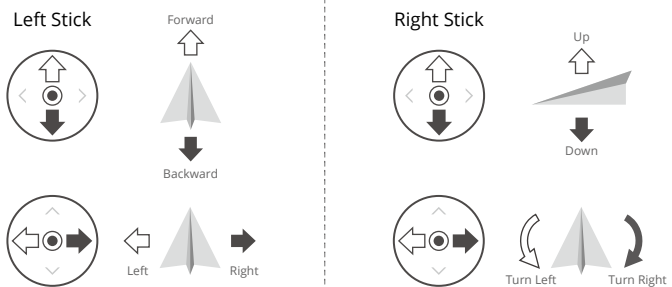 Left Stick
Forward
Backward
Left
Right
Right Stick
Up
Down
Turn Left
Turn Right